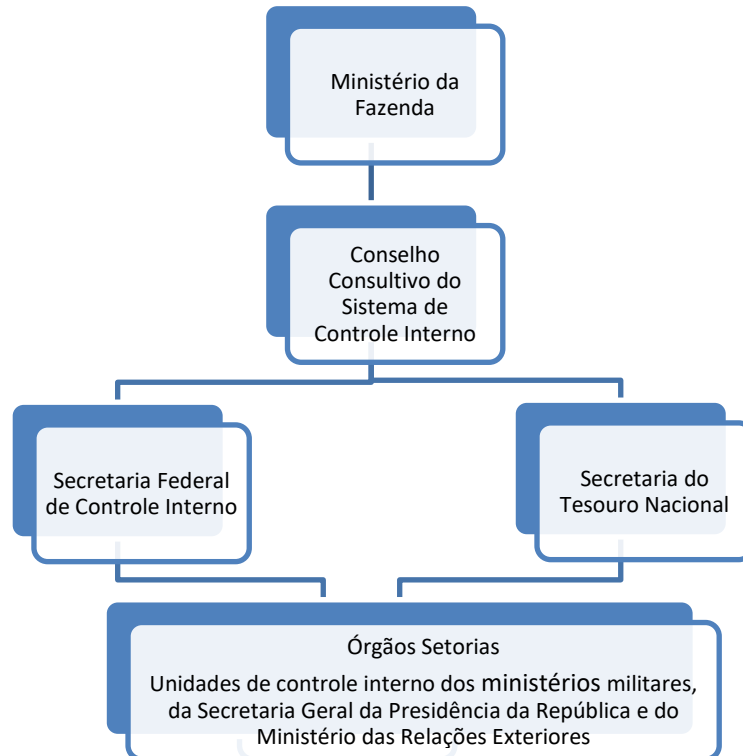 Ministério da
Fazenda
Conselho
Consultivo do
Sistema de
Controle Interno
Secretaria Federal
de Controle Interno
Secretaria do
Tesouro Nacional
Órgãos Setorias
Unidades de controle interno dos ministérios militares,
da Secretaria Geral da Presidência da República e do
Ministério das Relações Exteriores